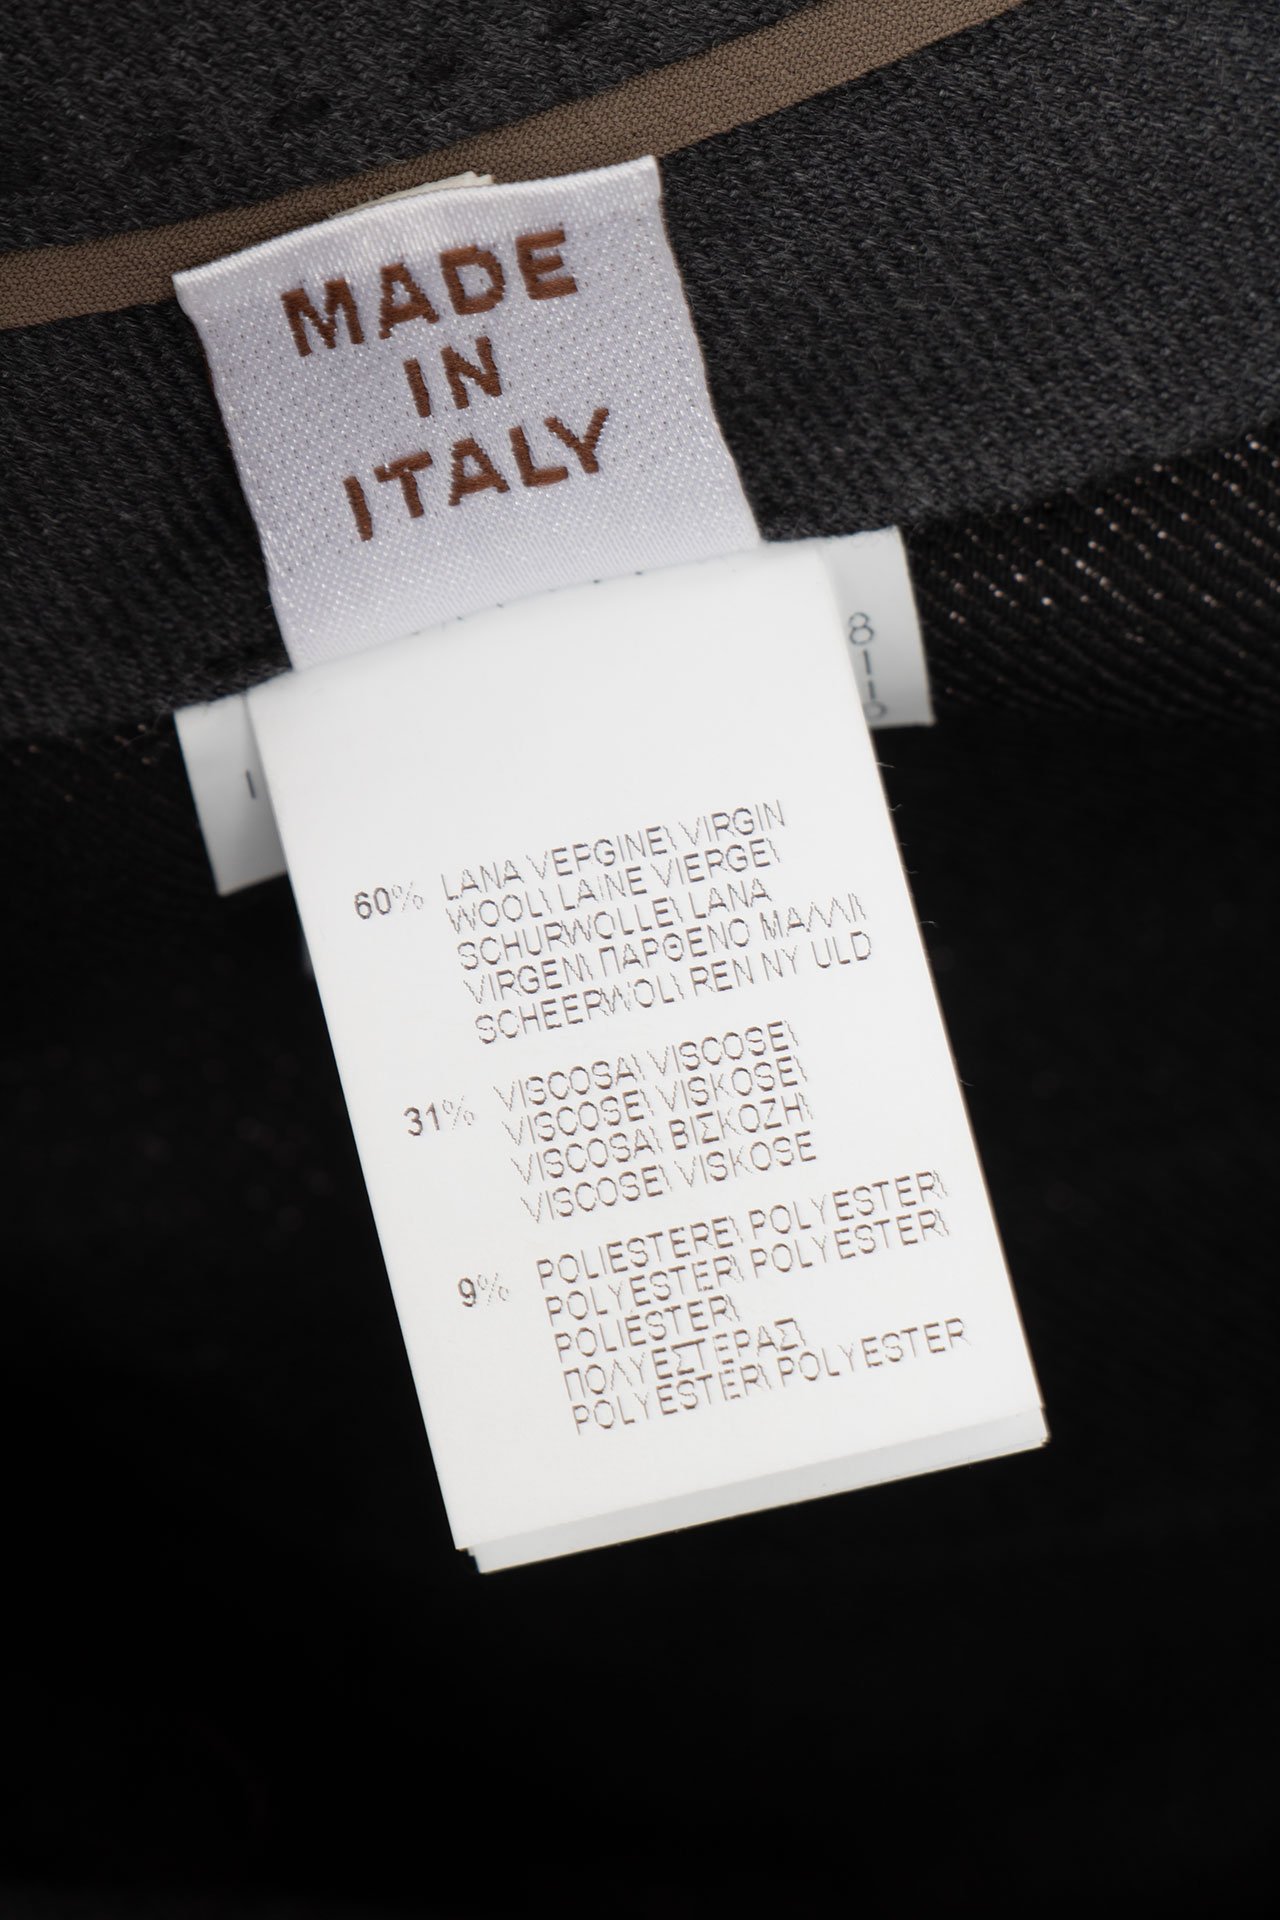 MADE
IN
ITALY
60% LANA VERGINE\ VIRGIN
WOOL\ LAINE VIERGE\
SCHURWOLLE\ LANA
VIRGEN\ ΠΑΡΘΕΝΟ ΜΑΛΛΙ\
SCHEERWOL\ REN NY ULD
31% VISCOSA\ VISCOSE\
VISCOSE\ VISKOSE\
VISCOSA\ ΒΙΣΚΟΖΗ\
VISCOSE\ VISKOSE
9% POLIESTERE\ POLYESTER\
POLYESTER\ POLYESTER\
POLIÉSTER\
ΠΟΛΥΕΣΤΕΡΑΣ\
POLYESTER\ POLYESTER